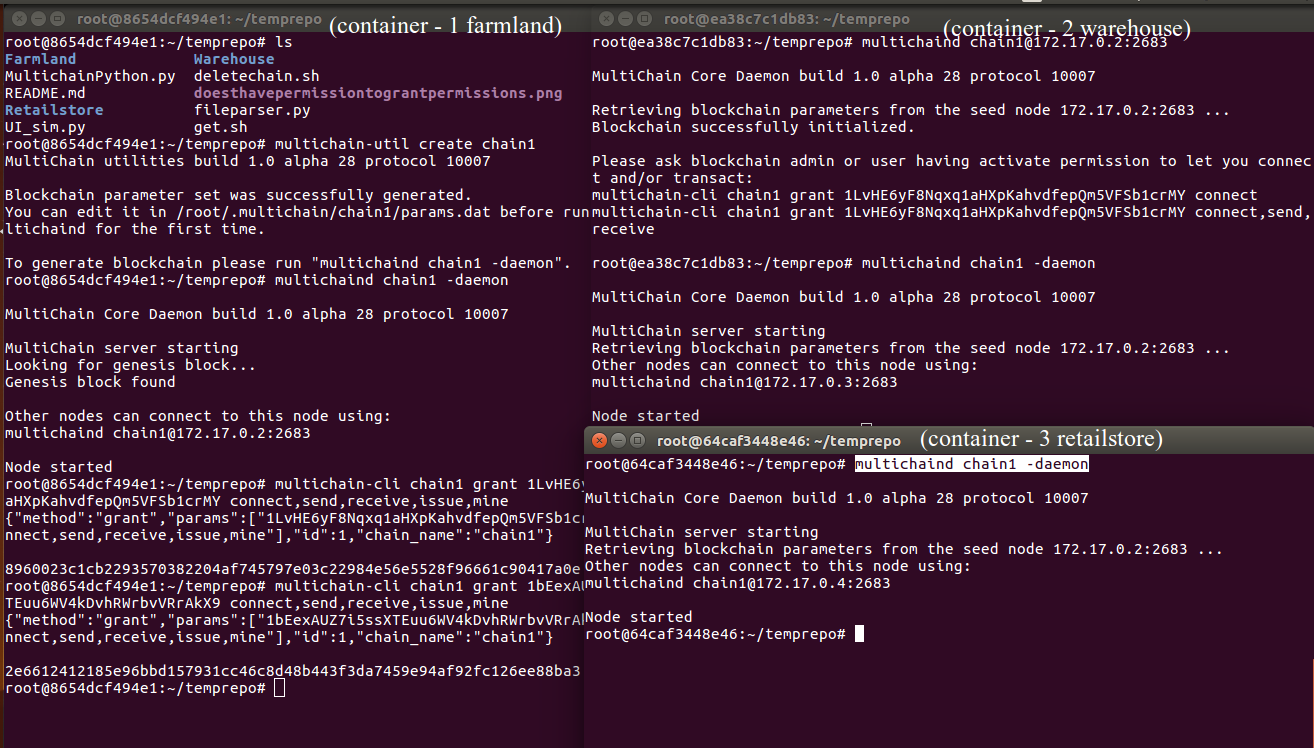 root@8654dcf494e1: ~/temprepo
(container - 1 farmland)
root@8654dcf494e1:~/temprepo# ls
Farmland Warehouse
MultichainPython.py deletechain.sh
README.md doesthavepermissiontograntpermissions.png
Retailstore fileparser.py
UI_sim.py get.sh
root@8654dcf494e1:~/temprepo# multichain-util create chain1
MultiChain utilities build 1.0 alpha 28 protocol 10007
Blockchain parameter set was successfully generated.
You can edit it in /root/.multichain/chain1/params.dat before run
ltichaind for the first time.
To generate blockchain please run "multichaind chain1 -daemon".
root@8654dcf494e1:~/temprepo# multichaind chain1 -daemon
MultiChain Core Daemon build 1.0 alpha 28 protocol 10007
MultiChain server starting
Looking for genesis block...
Genesis block found
Other nodes can connect to this node using:
multichaind chain1@172.17.0.2:2683
Node started
root@8654dcf494e1:~/temprepo# multichain-cli chain1 grant 1LvHE6y
aHXpKahvdfepQm5VFSb1crMY connect,send,receive,issue,mine
{"method":"grant","params":["1LvHE6yF8Nqxq1aHXpKahvdfepQm5VFSb1cr
nnect,send,receive,issue,mine"],"id":1,"chain_name":"chain1"}
8960023c1cb2293570382204af745797e03c22984e56e5528f96661c90417a0e
root@8654dcf494e1:~/temprepo# multichain-cli chain1 grant 1bEexAU
TEuu6WV4kDvhRWrbvVRrAkX9 connect,send,receive,issue,mine
{"method":"grant","params":["1bEexAUZ7i5ssXTEuu6WV4kDvhRWrbvVRrAk
nnect,send,receive,issue,mine"],"id":1,"chain_name":"chain1"}
2e6612412185e96bbd157931cc46c8d48b443f3da7459e94af92fc126ee88ba3
root@8654dcf494e1:~/temprepo#
root@ea38c7c1db83: ~/temprepo
(container - 2 warehouse)
root@ea38c7c1db83:~/temprepo# multichaind chain1@172.17.0.2:2683
MultiChain Core Daemon build 1.0 alpha 28 protocol 10007
Retrieving blockchain parameters from the seed node 172.17.0.2:2683 ...
Blockchain successfully initialized.
Please ask blockchain admin or user having activate permission to let you connec
t and/or transact:
multichain-cli chain1 grant 1LvHE6yF8Nqxq1aHXpKahvdfepQm5VFSb1crMY connect
multichain-cli chain1 grant 1LvHE6yF8Nqxq1aHXpKahvdfepQm5VFSb1crMY connect,send,
receive
root@ea38c7c1db83:~/temprepo# multichaind chain1 -daemon
MultiChain Core Daemon build 1.0 alpha 28 protocol 10007
MultiChain server starting
Retrieving blockchain parameters from the seed node 172.17.0.2:2683 ...
Other nodes can connect to this node using:
multichaind chain1@172.17.0.3:2683
Node started
root@64caf3448e46: ~/temprepo
(container - 3 retailstore)
root@64caf3448e46:~/temprepo# multichaind chain1 -daemon
MultiChain Core Daemon build 1.0 alpha 28 protocol 10007
MultiChain server starting
Retrieving blockchain parameters from the seed node 172.17.0.2:2683 ...
Other nodes can connect to this node using:
multichaind chain1@172.17.0.4:2683
Node started
root@64caf3448e46:~/temprepo#